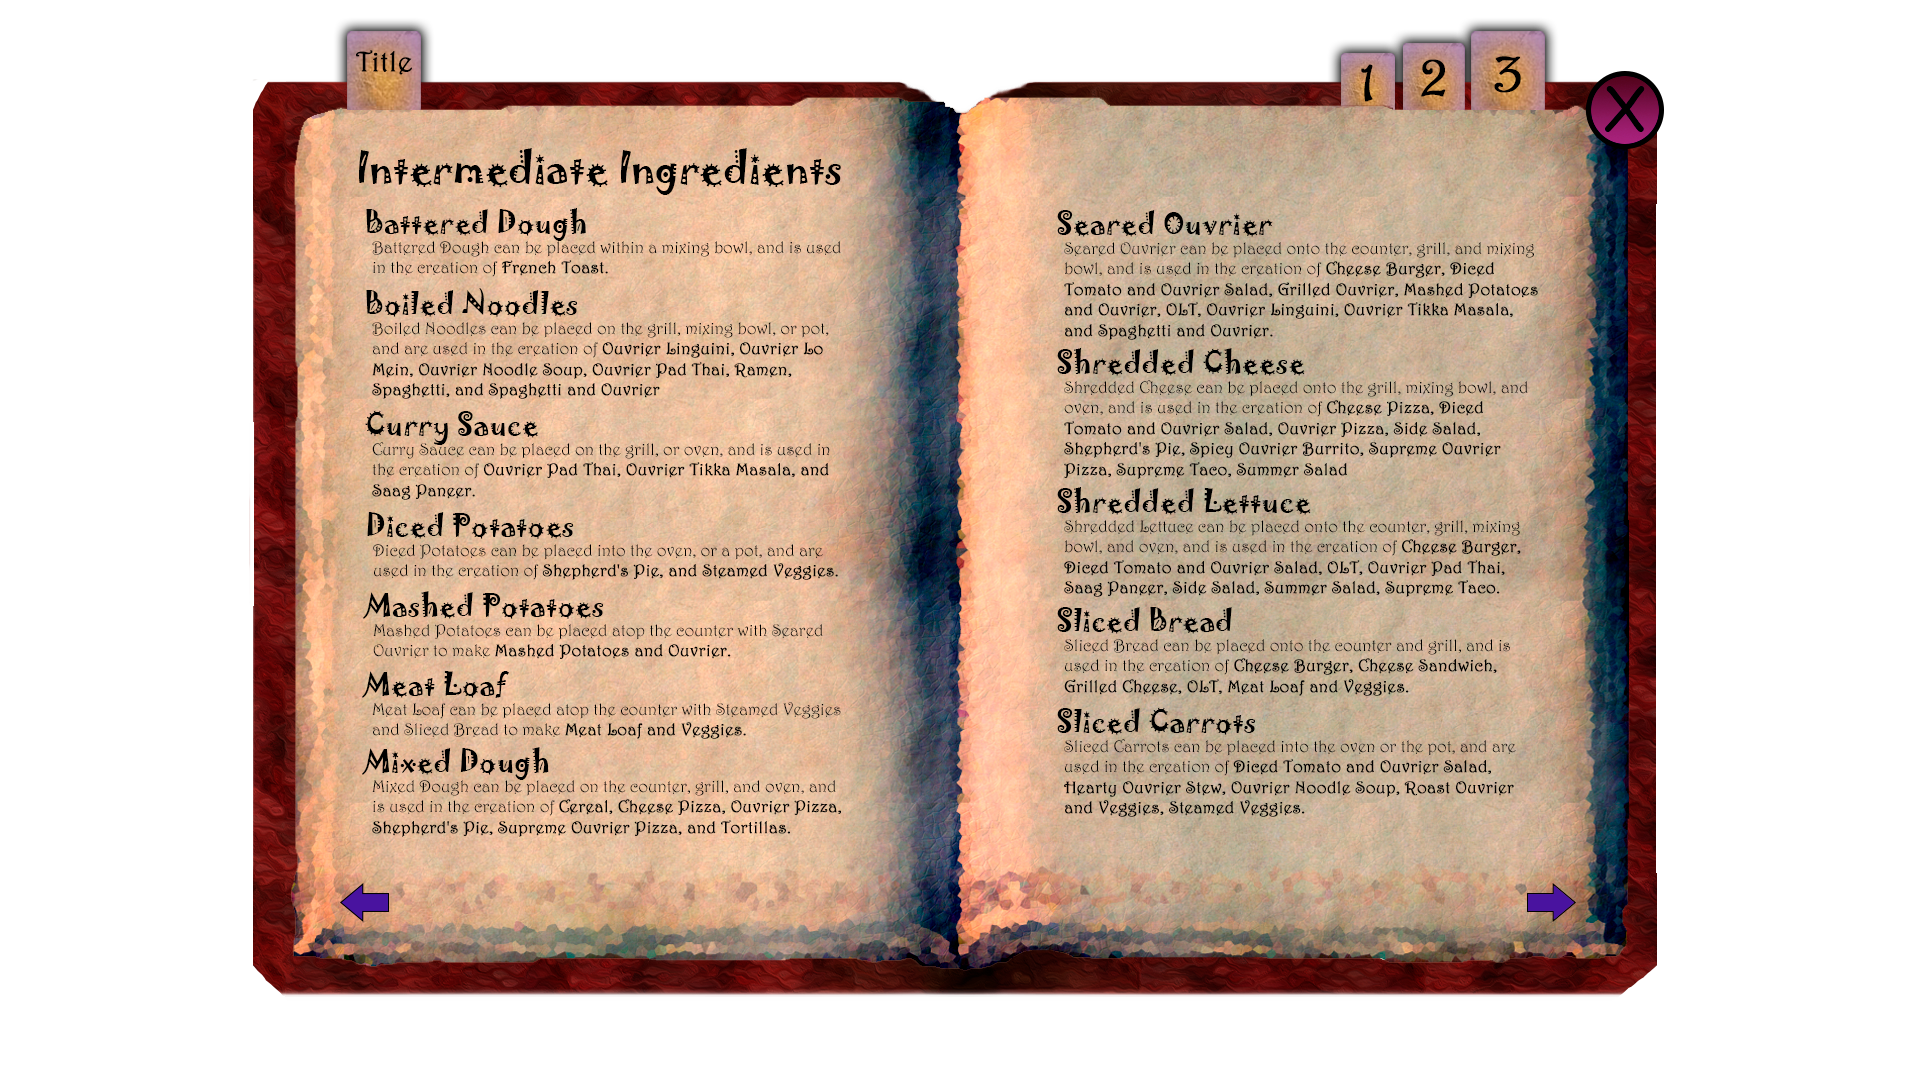 Title
1 2 3
X
Intermediate Ingredients
Battered Dough
Battered Dough can be placed within a mixing bowl, and is used
in the creation of French Toast.
Boiled Noodles
Boiled Noodles can be placed on the grill, mixing bowl, or pot,
and are used in the creation of Ouvrier Linguini, Ouvrier Lo
Mein, Ouvrier Noodle Soup, Ouvrier Pad Thai, Ramen,
Spaghetti, and Spaghetti and Ouvrier
Curry Sauce
Curry Sauce can be placed on the grill, or oven, and is used in
the creation of Ouvrier Pad Thai, Ouvrier Tikka Masala, and
Saag Paneer.
Diced Potatoes
Diced Potatoes can be placed into the oven, or a pot, and are
used in the creation of Shepherd's Pie, and Steamed Veggies.
Mashed Potatoes
Mashed Potatoes can be placed atop the counter with Seared
Ouvrier to make Mashed Potatoes and Ouvrier.
Meat Loaf
Meat Loaf can be placed atop the counter with Steamed Veggies
and Sliced Bread to make Meat Loaf and Veggies.
Mixed Dough
Mixed Dough can be placed on the counter, grill, and oven, and
is used in the creation of Cereal, Cheese Pizza, Ouvrier Pizza,
Shepherd's Pie, Supreme Ouvrier Pizza, and Tortillas.
Seared Ouvrier
Seared Ouvrier can be placed onto the counter, grill, and mixing
bowl, and is used in the creation of Cheese Burger, Diced
Tomato and Ouvrier Salad, Grilled Ouvrier, Mashed Potatoes
and Ouvrier, OLT, Ouvrier Linguini, Ouvrier Tikka Masala,
and Spaghetti and Ouvrier.
Shredded Cheese
Shredded Cheese can be placed onto the grill, mixing bowl, and
oven, and is used in the creation of Cheese Pizza, Diced
Tomato and Ouvrier Salad, Ouvrier Pizza, Side Salad,
Shepherd's Pie, Spicy Ouvrier Burrito, Supreme Ouvrier
Pizza, Supreme Taco, Summer Salad
Shredded Lettuce
Shredded Lettuce can be placed onto the counter, grill, mixing
bowl, and oven, and is used in the creation of Cheese Burger,
Diced Tomato and Ouvrier Salad, OLT, Ouvrier Pad Thai,
Saag Paneer, Side Salad, Summer Salad, Supreme Taco.
Sliced Bread
Sliced Bread can be placed onto the counter and grill, and is
used in the creation of Cheese Burger, Cheese Sandwich,
Grilled Cheese, OLT, Meat Loaf and Veggies.
Sliced Carrots
Sliced Carrots can be placed into the oven or the pot, and are
used in the creation of Diced Tomato and Ouvrier Salad,
Hearty Ouvrier Stew, Ouvrier Noodle Soup, Roast Ouvrier
and Veggies, Steamed Veggies.